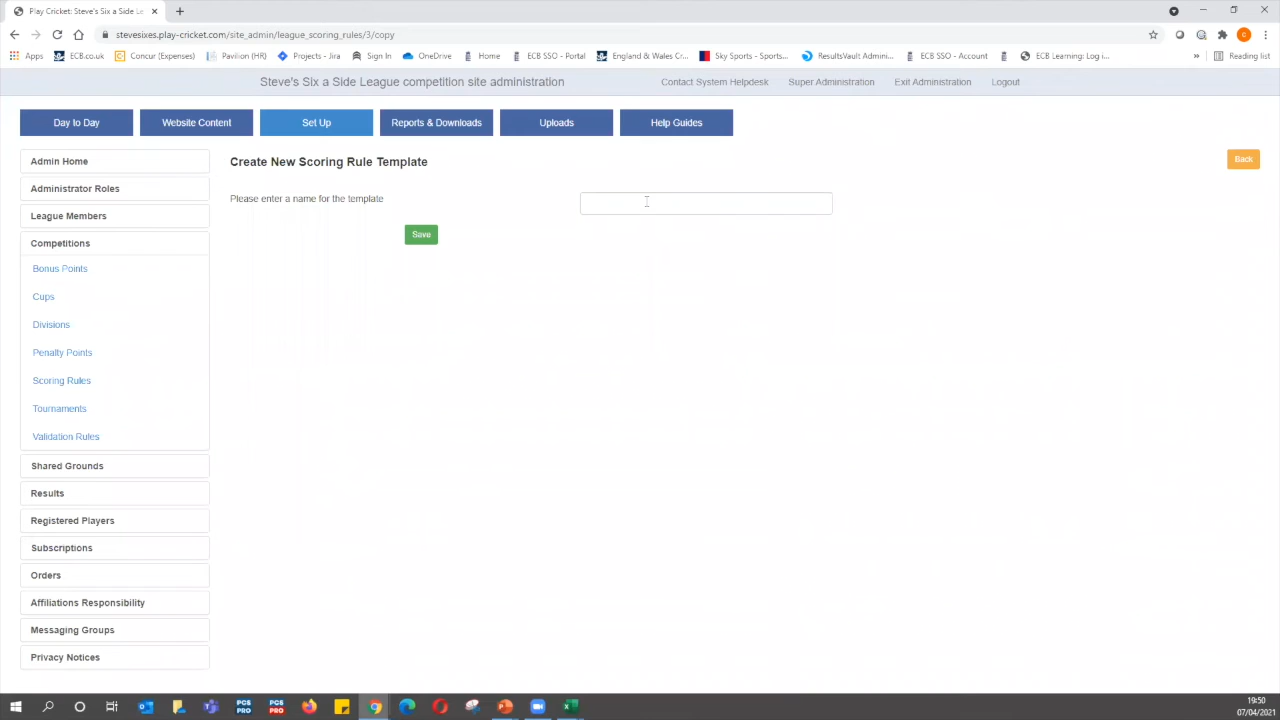 Play Cricket: Steve's Six a Side Le
stevesixes.play-cricket.com/site_admin/league_scoring_rules/3/copy
Apps ECB.co.uk Concur (Expenses) Pavilion (HR) Projects - Jira Sign In OneDrive Home ECB SSO - Portal England & Wales Cr... Sky Sports - Sports... ResultsVault Admini... ECB SSO - Account ECB Learning: Log i... » Reading list
Steve's Six a Side League competition site administration
Contact System Helpdesk Super Administration Exit Administration Logout
Day to Day Website Content Set Up Reports & Downloads Uploads Help Guides
Admin Home
Administrator Roles
League Members
Competitions
Bonus Points
Cups
Divisions
Penalty Points
Scoring Rules
Tournaments
Validation Rules
Shared Grounds
Results
Registered Players
Subscriptions
Orders
Affiliations Responsibility
Messaging Groups
Privacy Notices
Create New Scoring Rule Template
Back
Please enter a name for the template
Save
PCS PRO
PCS PRO
19:50
07/04/2021